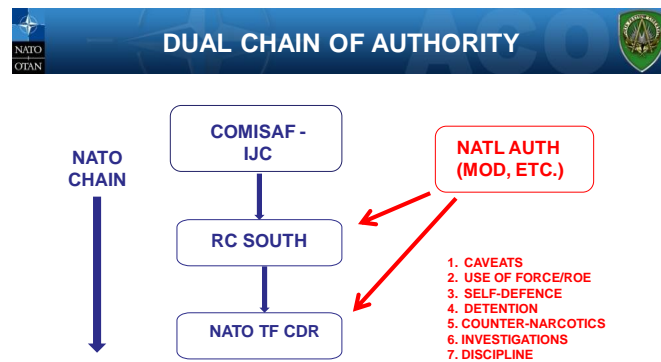 NATO
OTAN
DUAL CHAIN OF AUTHORITY
ACO
NATO
CHAIN
COMISAF -
IJC
NATL AUTH
(MOD, ETC.)
RC SOUTH
NATO TF CDR
1. CAVEATS
2. USE OF FORCE/ROE
3. SELF-DEFENCE
4. DETENTION
5. COUNTER-NARCOTICS
6. INVESTIGATIONS
7. DISCIPLINE